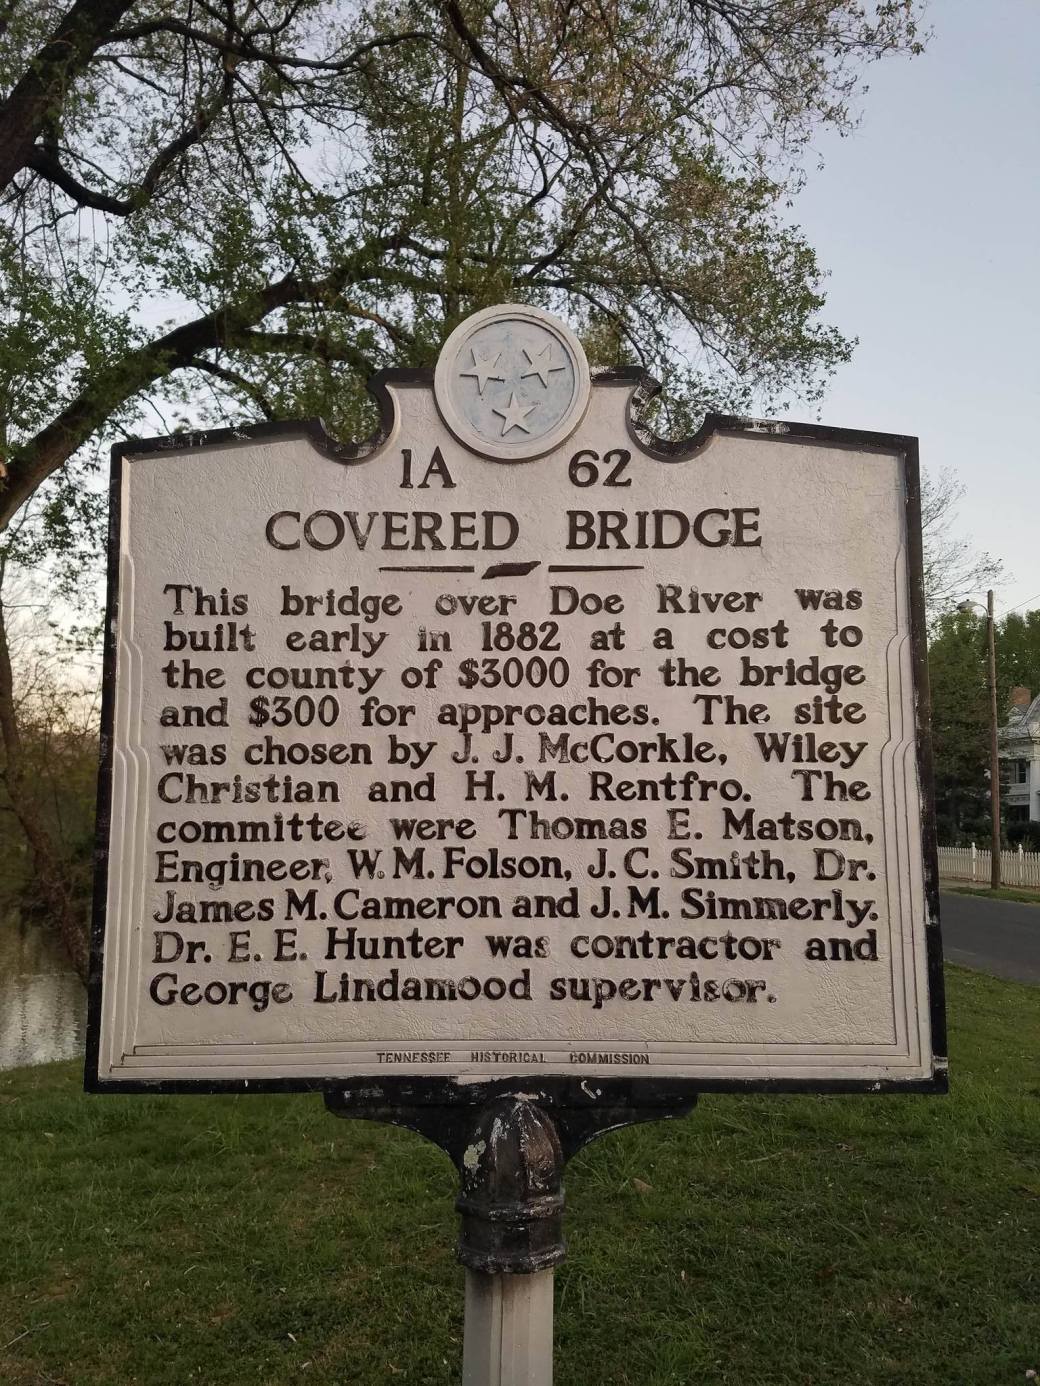 1A 62
COVERED BRIDGE
This bridge over Doe River was
built early in 1882 at a cost to
the county of $3000 for the bridge
and $300 for approaches. The site
was chosen by J. J. McCorkle, Wiley
Christian and H. M. Rentfro. The
committee were Thomas E. Matson,
Engineer, W. M. Folson, J. C. Smith, Dr.
James M. Cameron and J. M. Simmerly.
Dr. E. E. Hunter was contractor and
George Lindamood supervisor.
TENNESSEE HISTORICAL COMMISSION